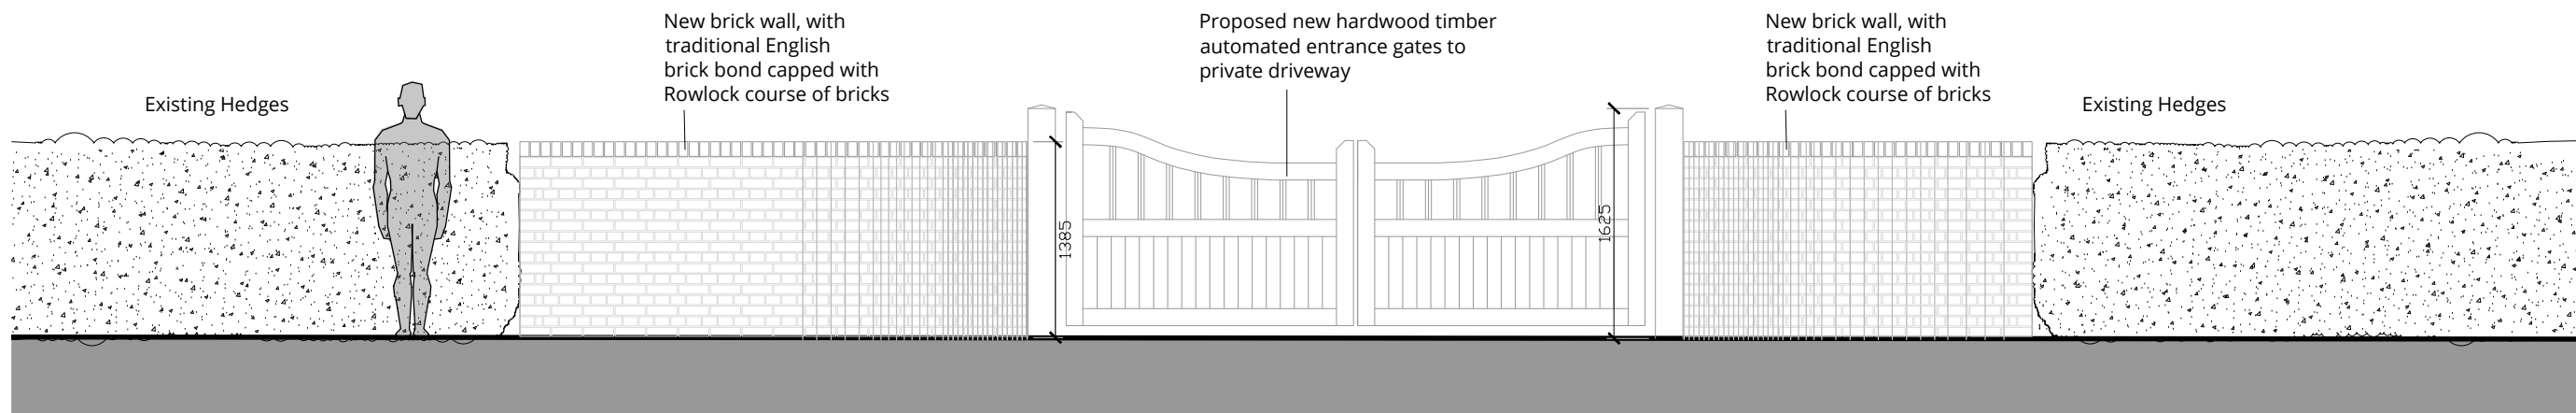 Existing Hedges
New brick wall, with
traditional English
brick bond capped with
Rowlock course of bricks
1385
Proposed new hardwood timber
automated entrance gates to
private driveway
1625
New brick wall, with
traditional English
brick bond capped with
Rowlock course of bricks
Existing Hedges